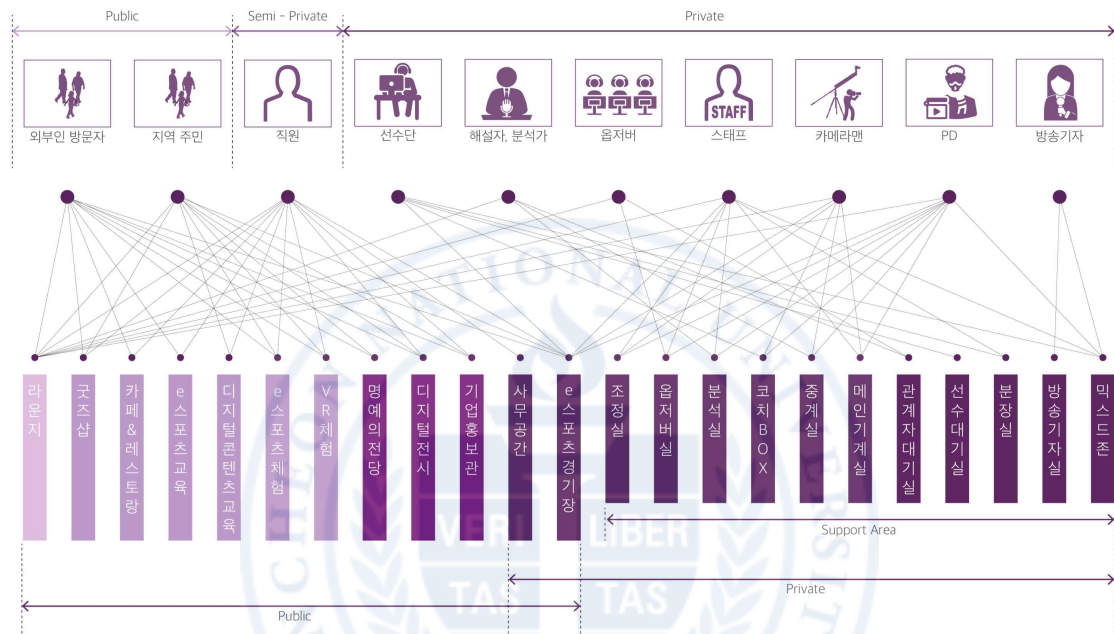 Public
Semi - Private
Private
외부인 방문자
지역 주민
직원
선수단
해설자, 분석가
옵저버
STAFF
스태프
카메라맨
PD
방송기자
라운지
굿즈샵
카페&레스토랑
e스포츠교육
디지털콘텐츠교육
e스포츠체험
VR체험
명예의전당
디지털전시
기업홍보관
사무공간
e스포츠경기장
조정실
옵저버실
분석실
코치BOX
중계실
메인기계실
관계자대기실
선수대기실
분장실
방송기자실
믹스드존
Support Area
Private
Public
CHEON NATIONAL UNIVERSIT
VERI
LIBER
TAS
TAS